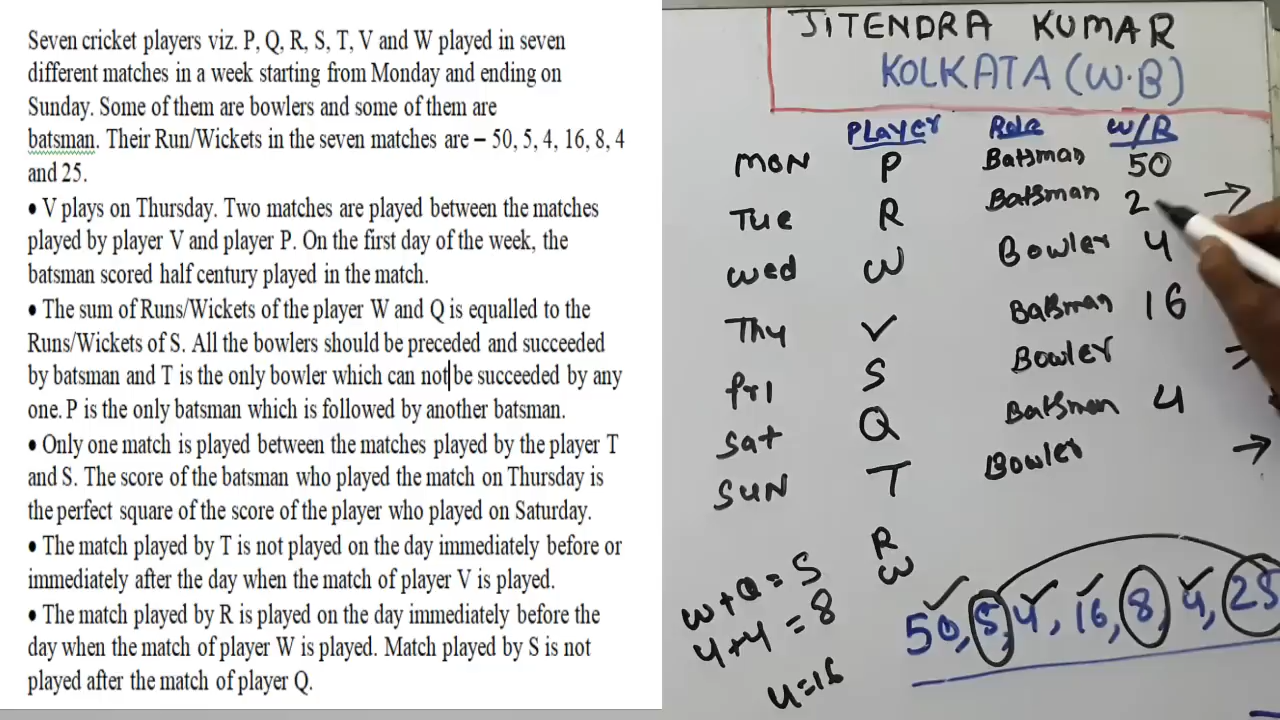 Seven cricket players viz. P, Q, R, S, T, V and W played in seven
different matches in a week starting from Monday and ending on
Sunday. Some of them are bowlers and some of them are
batsman. Their Run/Wickets in the seven matches are – 50, 5, 4, 16, 8, 4
and 25.
• V plays on Thursday. Two matches are played between the matches
played by player V and player P. On the first day of the week, the
batsman scored half century played in the match.
• The sum of Runs/Wickets of the player W and Q is equalled to the
Runs/Wickets of S. All the bowlers should be preceded and succeeded
by batsman and T is the only bowler which can not be succeeded by any
one. P is the only batsman which is followed by another batsman.
• Only one match is played between the matches played by the player T
and S. The score of the batsman who played the match on Thursday is
the perfect square of the score of the player who played on Saturday.
• The match played by T is not played on the day immediately before or
immediately after the day when the match of player V is played.
• The match played by R is played on the day immediately before the
day when the match of player W is played. Match played by S is not
played after the match of player Q.
JITENDRA KUMAR
KOLKATA (W.B)
PLayER Role W/R
MON P Batsman 50
Tue R Batsman 2
Wed W Bowler 4
Thu V Batsman 16
Fri S Bowler
Sat Q Batsman 4
SUN T Bowler
R
W
W+Q=S
4+4=8
4=16
50, 5, 4, 16, 8, 4, 25